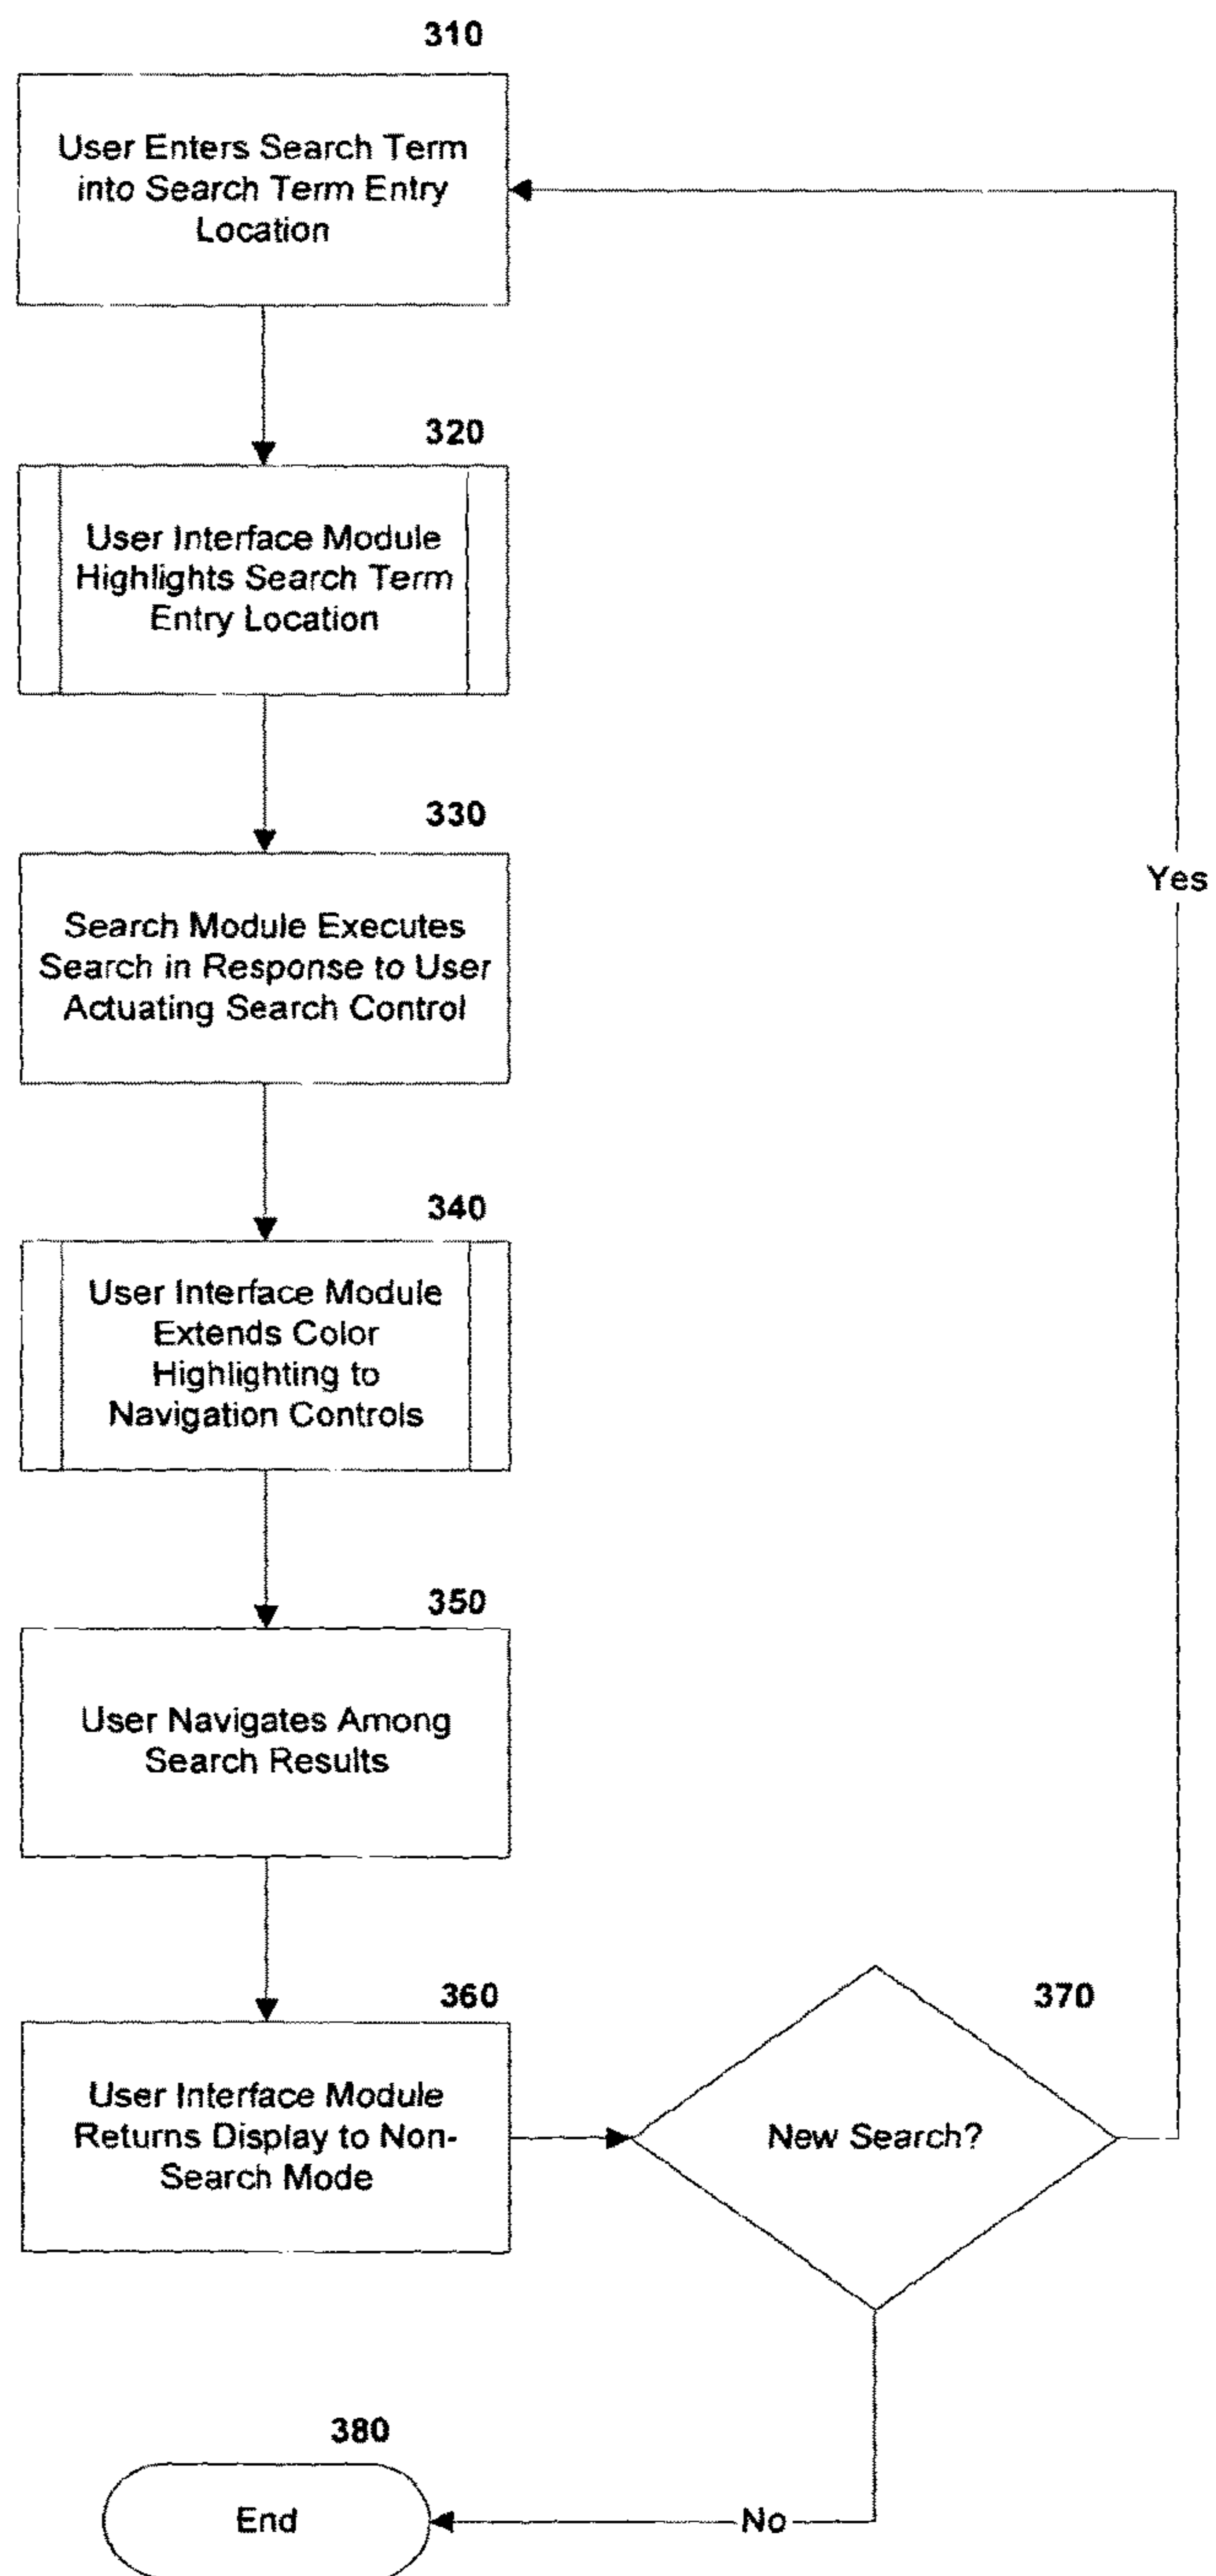 310
User Enters Search Term
into Search Term Entry
Location
320
User Interface Module
Highlights Search Term
Entry Location
330
Search Module Executes
Search in Response to User
Actuating Search Control
340
User Interface Module
Extends Color
Highlighting to
Navigation Controls
350
User Navigates Among
Search Results
360
User Interface Module
Returns Display to Non-
Search Mode
370
New Search?
Yes
No
380
End